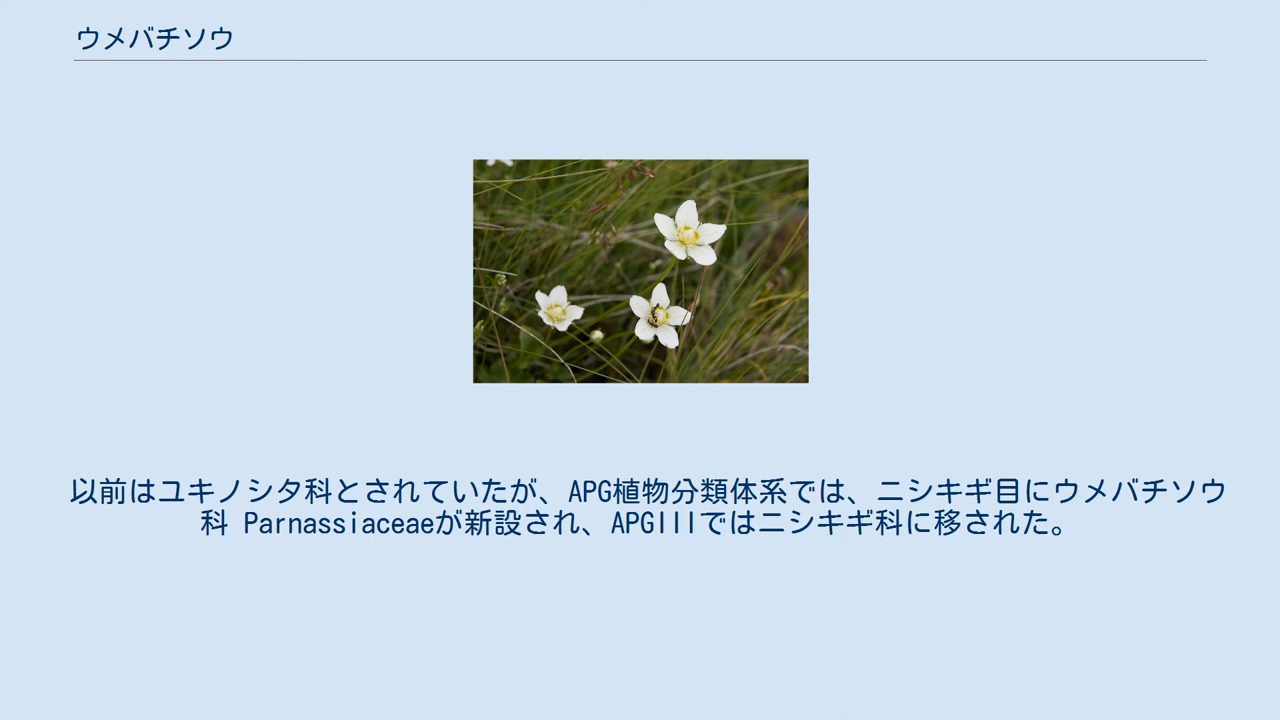 ウメバチソウ
以前はユキノシタ科とされていたが、APG植物分類体系では、ニシキギ目にウメバチソウ
科 Parnassiaceaeが新設され、APGIIIではニシキギ科に移された。